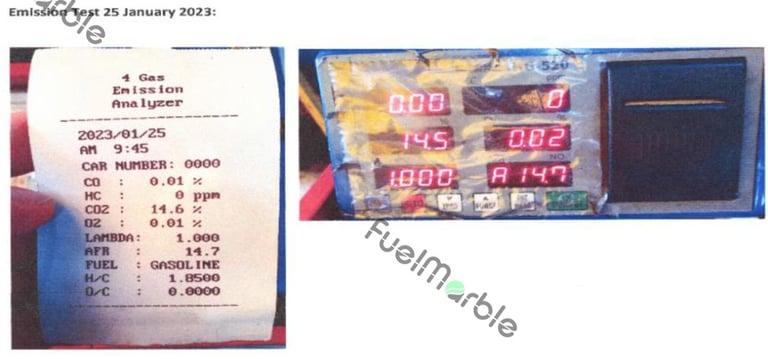 Emission Test 25 January 2023:
4 Gas
Emission
Analyzer
2023/01/25
AM 9:45
CAR NUMBER: 0000
CO : 0.01 %
HC : 0 ppm
CO2 : 14.6 %
O2 : 0.01 %
LAMBDA: 1.000
AFR : 14.7
FUEL : GASOLINE
H/C : 1.8500
O/C : 0.0000
0.00 0
14.5 0.02
NO
1.000 A 14.7
FuelMarble